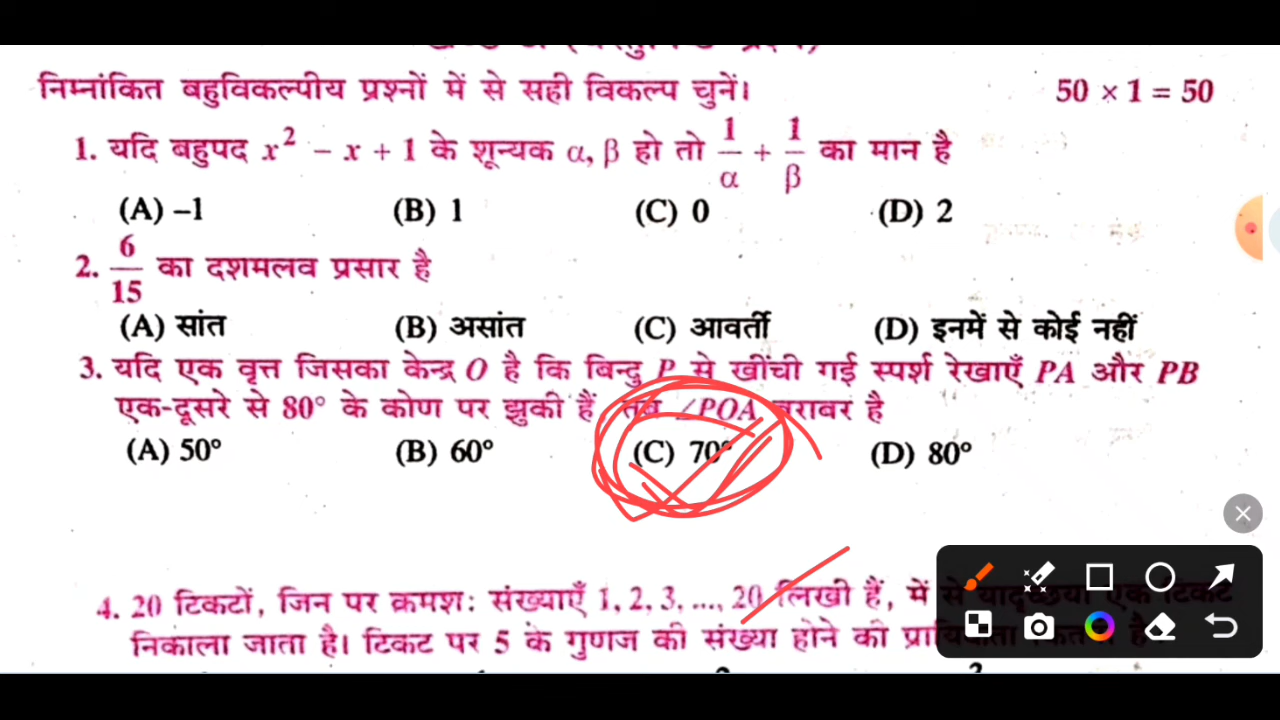 निम्नांकित बहुविकल्पीय प्रश्नों में से सही विकल्प चुनें। 50 × 1 = 50
1. यदि बहुपद x² – x + 1 के शून्यक α, β हो तो 1/α + 1/β का मान है
(A) –1 (B) 1 (C) 0 (D) 2
2. 6/15 का दशमलव प्रसार है
(A) सांत (B) असांत (C) आवर्ती (D) इनमें से कोई नहीं
3. यदि एक वृत्त जिसका केन्द्र O है कि बिन्दु P से खींची गई स्पर्श रेखाएँ PA और PB
एक-दूसरे से 80° के कोण पर झुकी हैं तब ∠POA बराबर है
(A) 50° (B) 60° (C) 70° (D) 80°
4. 20 टिकटों, जिन पर क्रमश: संख्याएँ 1, 2, 3, ...., 20 लिखी हैं, में से
निकाला जाता है। टिकट पर 5 के गुणज की संख्या होने की